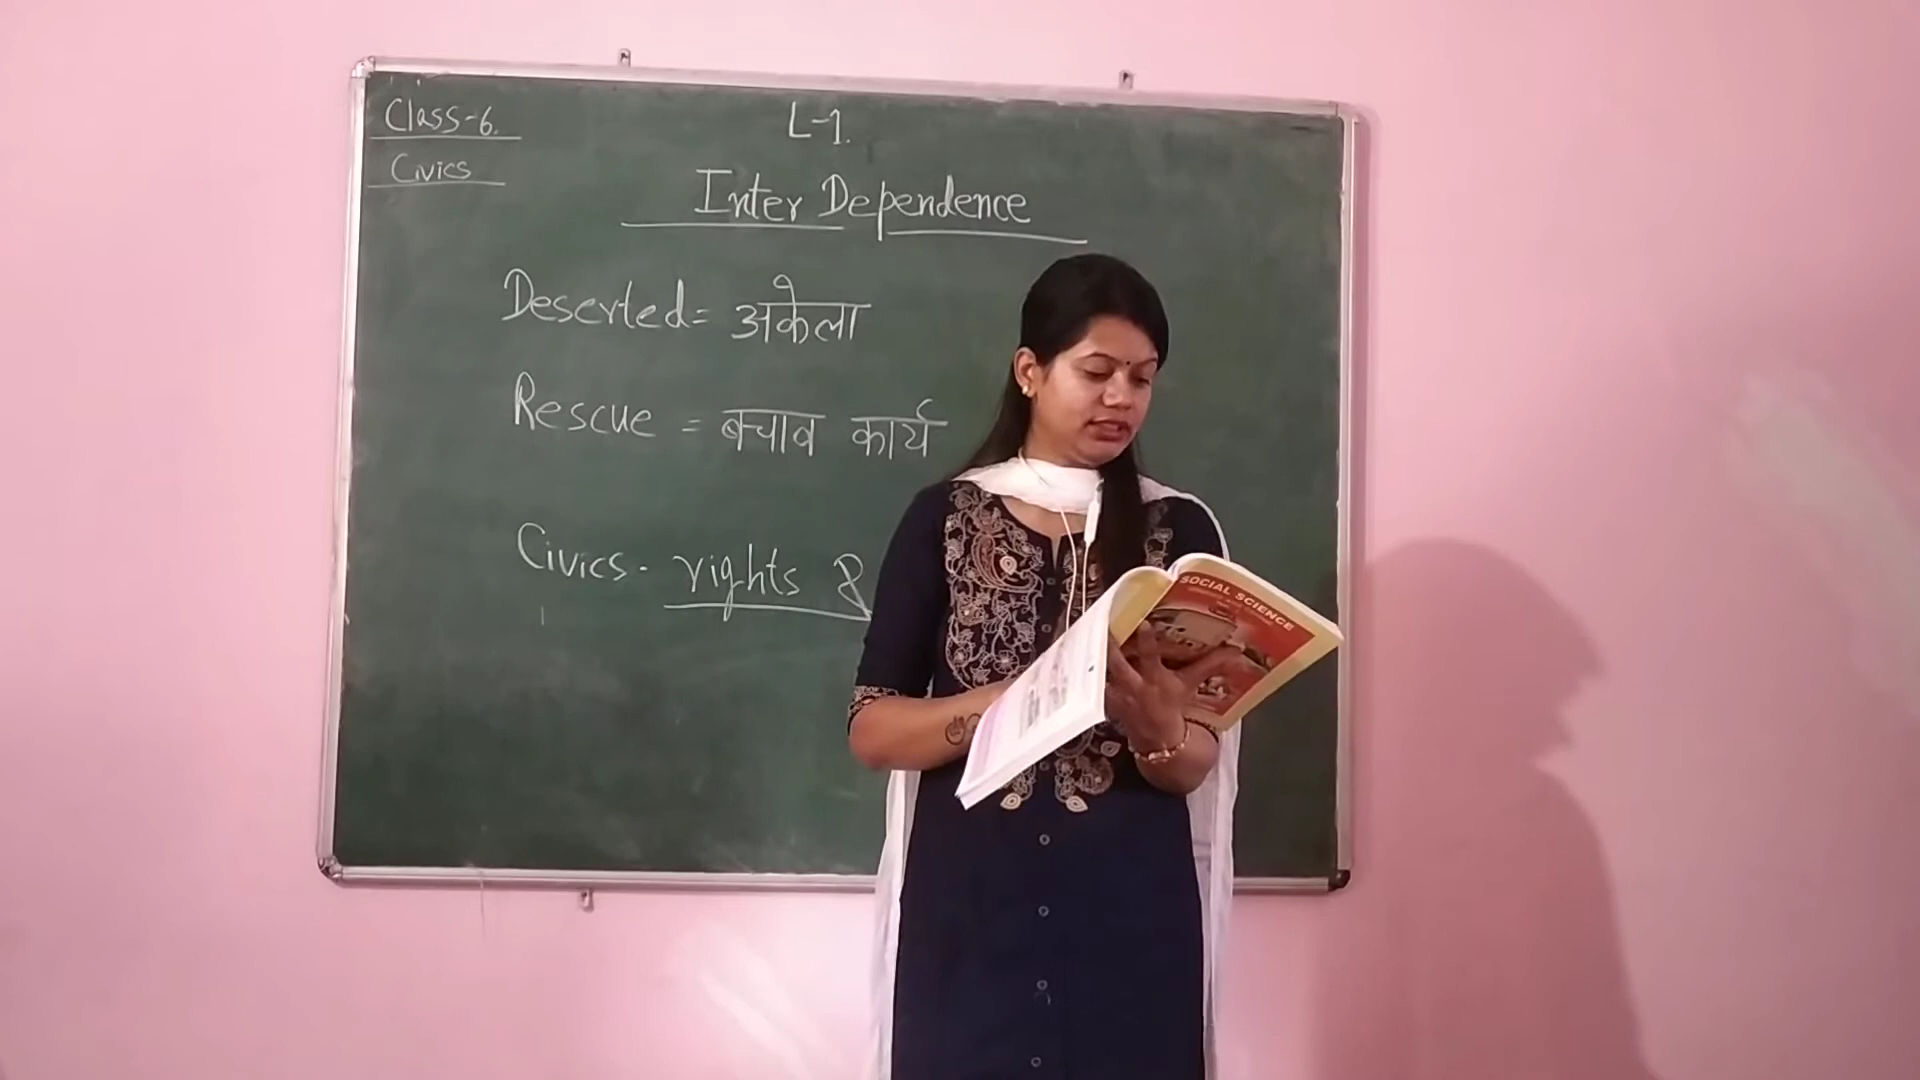 Class-6.
Civics
L-1.
Inter Dependence
Deserted = अकेला
Rescue = बचाव कार्य
Civics - rights &
SOCIAL SCIENCE